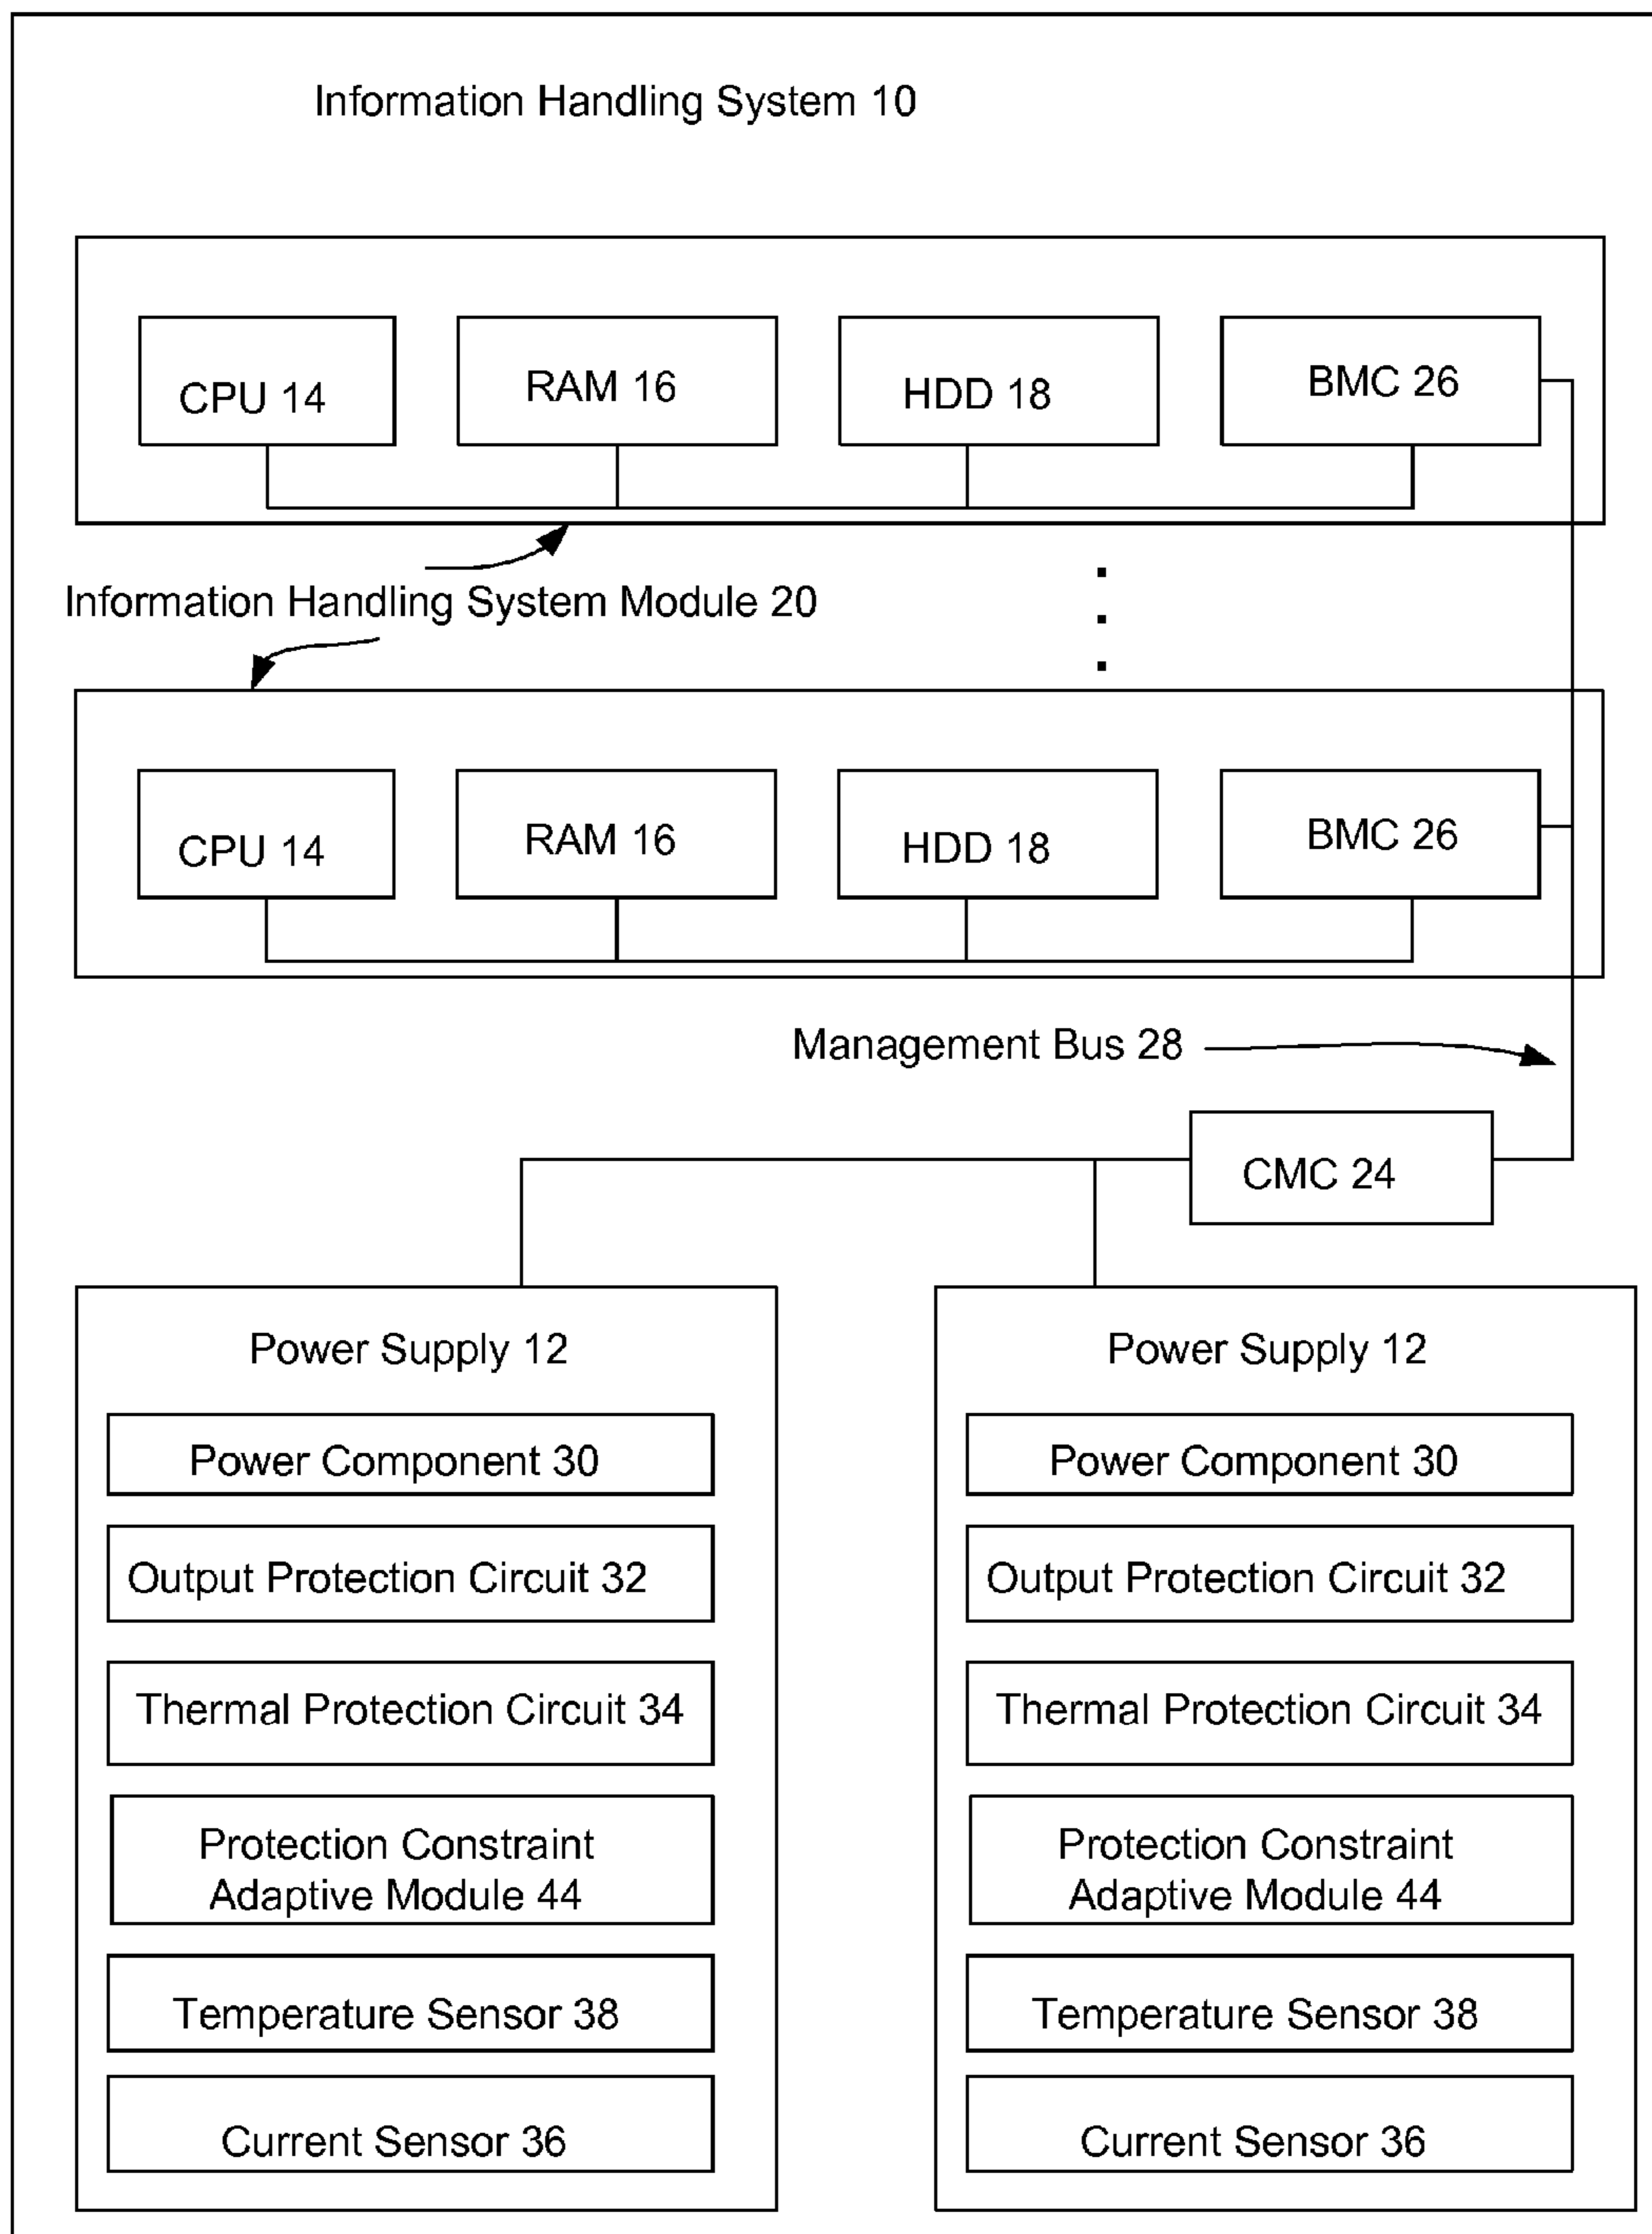 Information Handling System 10
CPU 14
RAM 16
HDD 18
BMC 26
Information Handling System Module 20
CPU 14
RAM 16
HDD 18
BMC 26
Management Bus 28
CMC 24
Power Supply 12
Power Component 30
Output Protection Circuit 32
Thermal Protection Circuit 34
Protection Constraint
Adaptive Module 44
Temperature Sensor 38
Current Sensor 36
Power Supply 12
Power Component 30
Output Protection Circuit 32
Thermal Protection Circuit 34
Protection Constraint
Adaptive Module 44
Temperature Sensor 38
Current Sensor 36